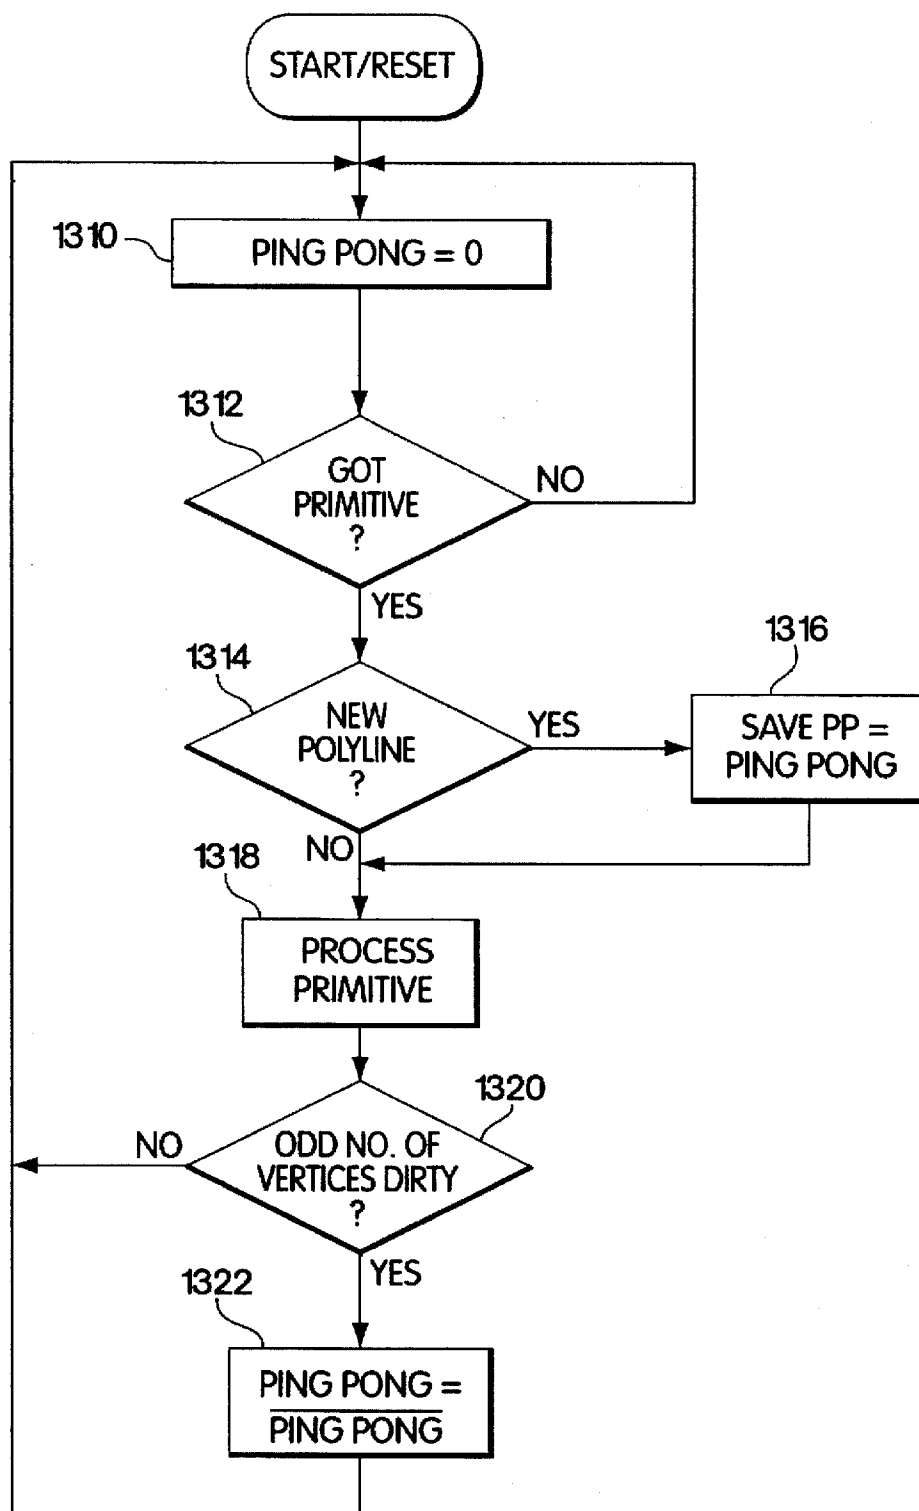 START/RESET
1310
PING PONG = 0
1312
GOT
PRIMITIVE
?
NO
YES
1314
NEW
POLYLINE
?
YES
1316
SAVE PP =
PING PONG
NO
1318
PROCESS
PRIMITIVE
1320
ODD NO. OF
VERTICES DIRTY
?
NO
YES
1322
PING PONG =
PING PONG